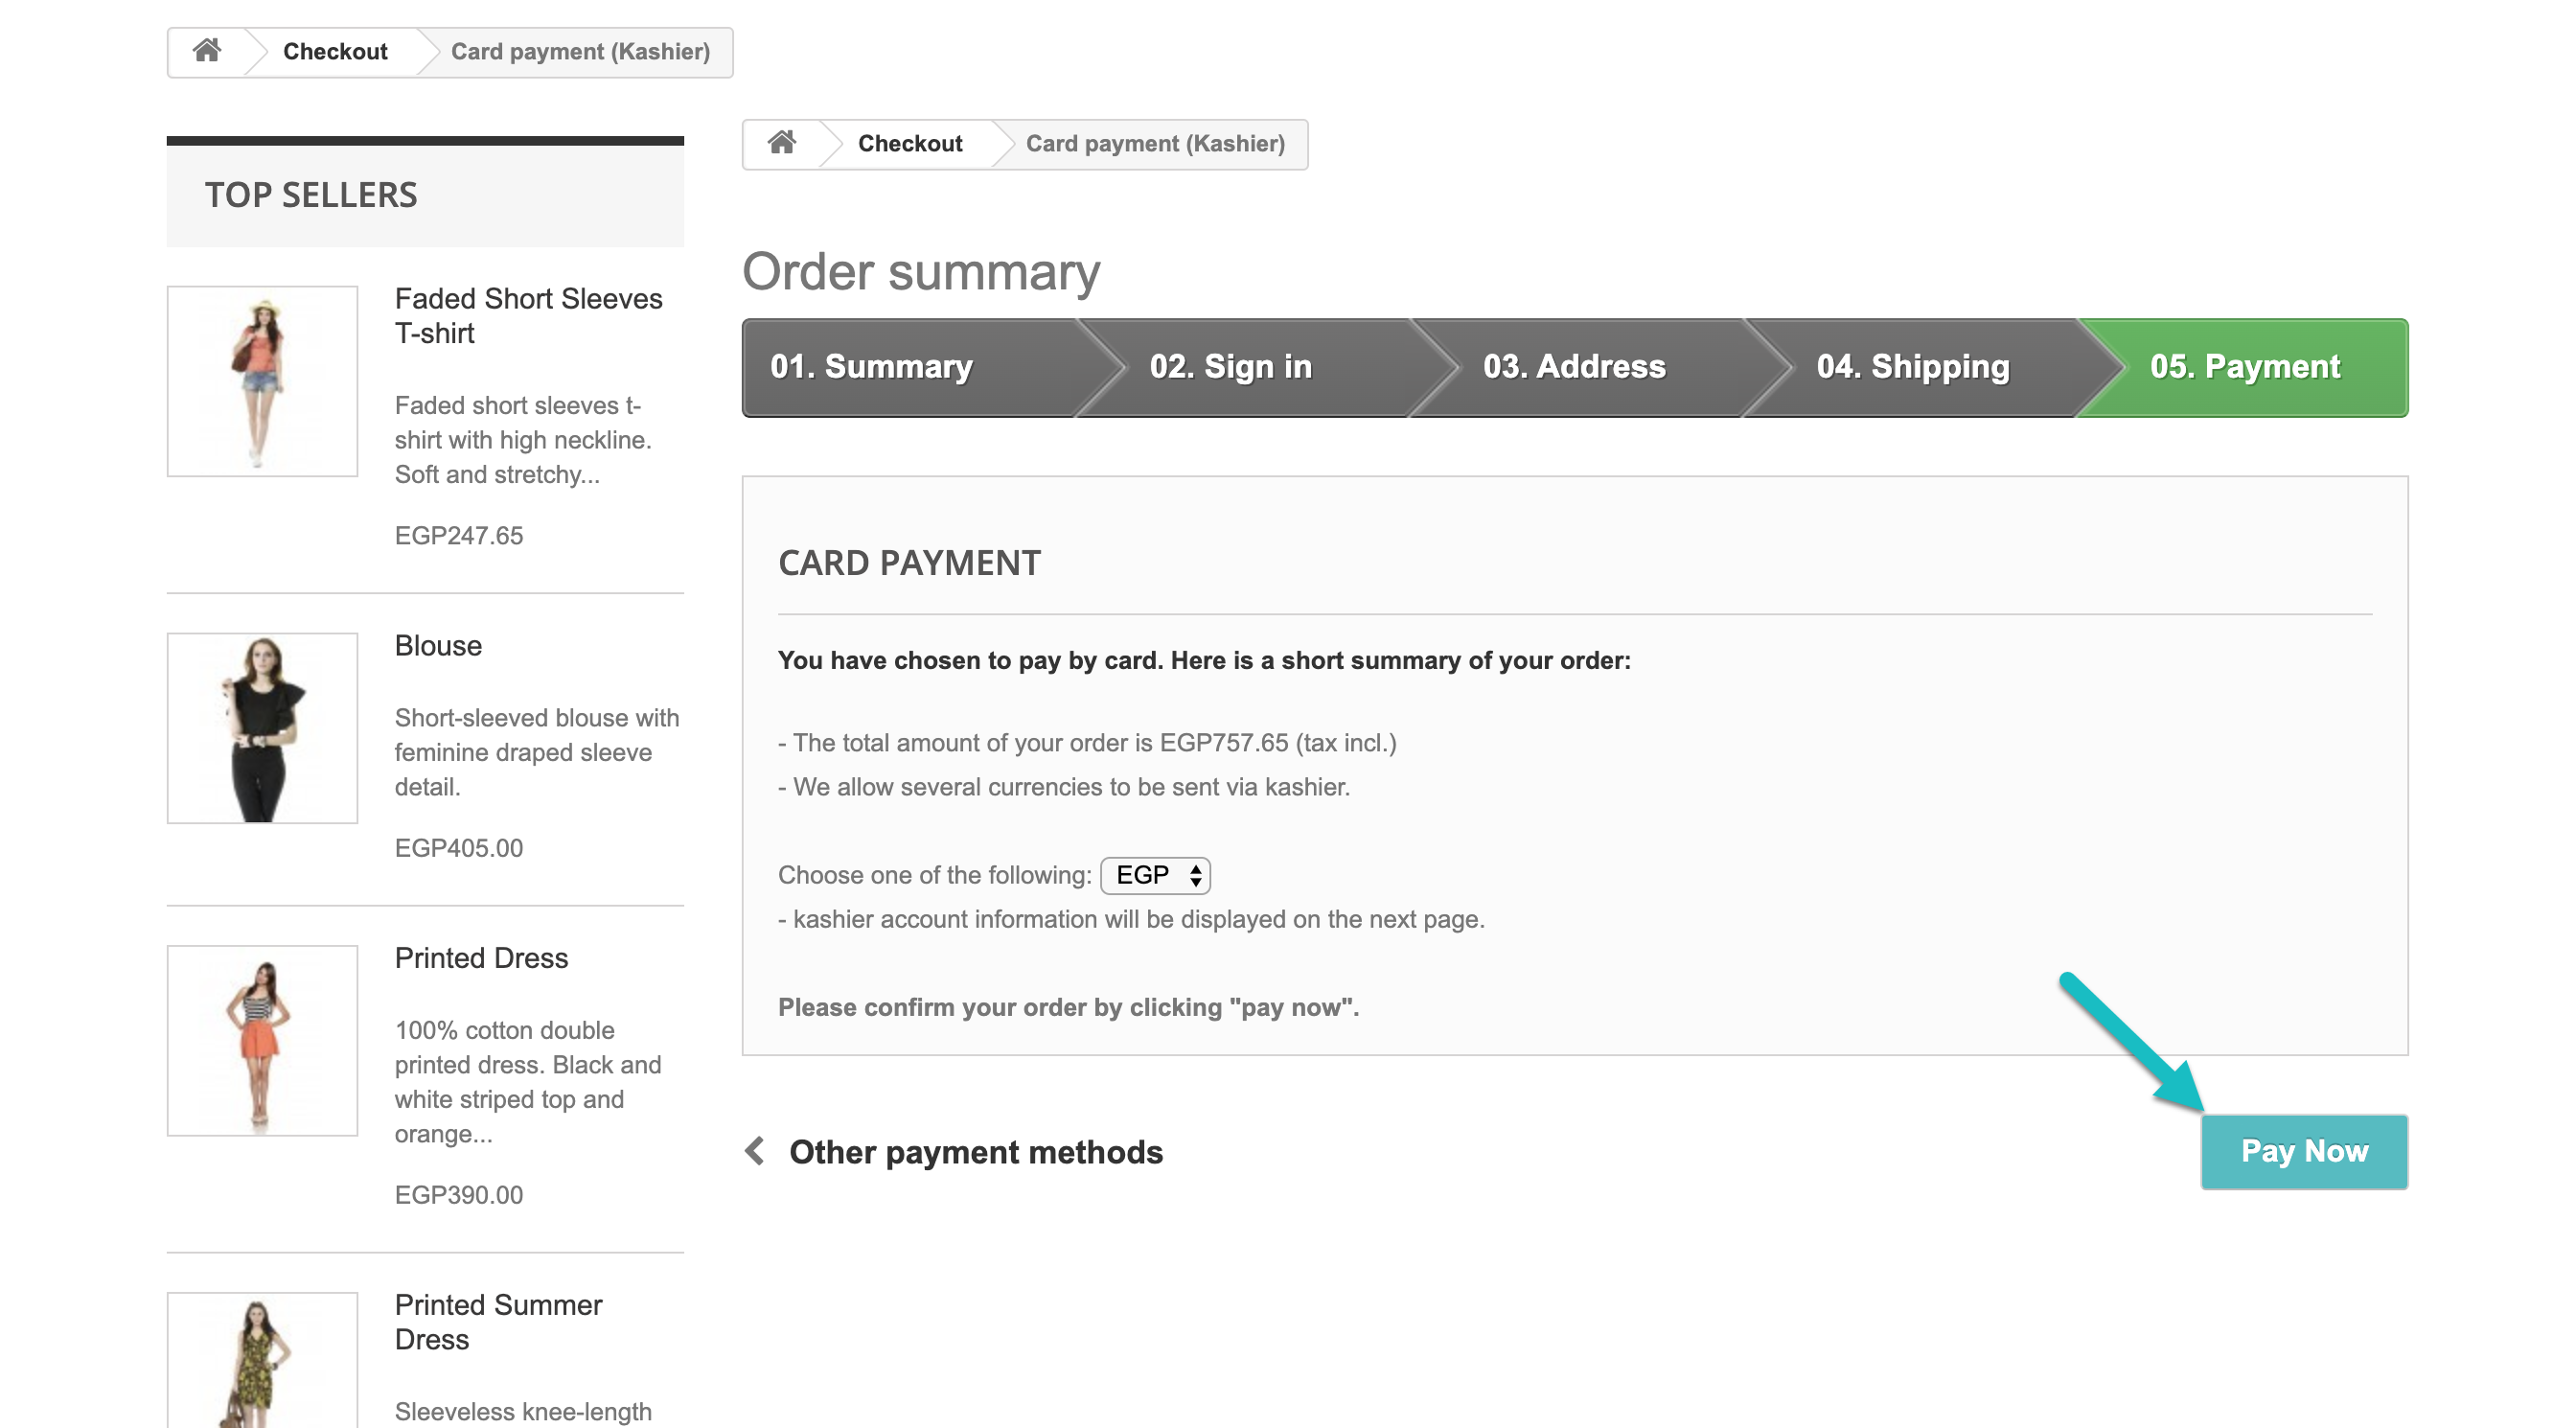 Checkout
Card payment (Kashier)
TOP SELLERS
Faded Short Sleeves
T-shirt
Faded short sleeves t-
shirt with high neckline.
Soft and stretchy...
EGP247.65
Blouse
Short-sleeved blouse with
feminine draped sleeve
detail.
EGP405.00
Printed Dress
100% cotton double
printed dress. Black and
white striped top and
orange...
EGP390.00
Printed Summer
Dress
Sleeveless knee-length
Checkout
Card payment (Kashier)
Order summary
01. Summary
02. Sign in
03. Address
04. Shipping
05. Payment
CARD PAYMENT
You have chosen to pay by card. Here is a short summary of your order:
- The total amount of your order is EGP757.65 (tax incl.)
- We allow several currencies to be sent via kashier.
Choose one of the following: EGP
- kashier account information will be displayed on the next page.
Please confirm your order by clicking "pay now".
Other payment methods
Pay Now